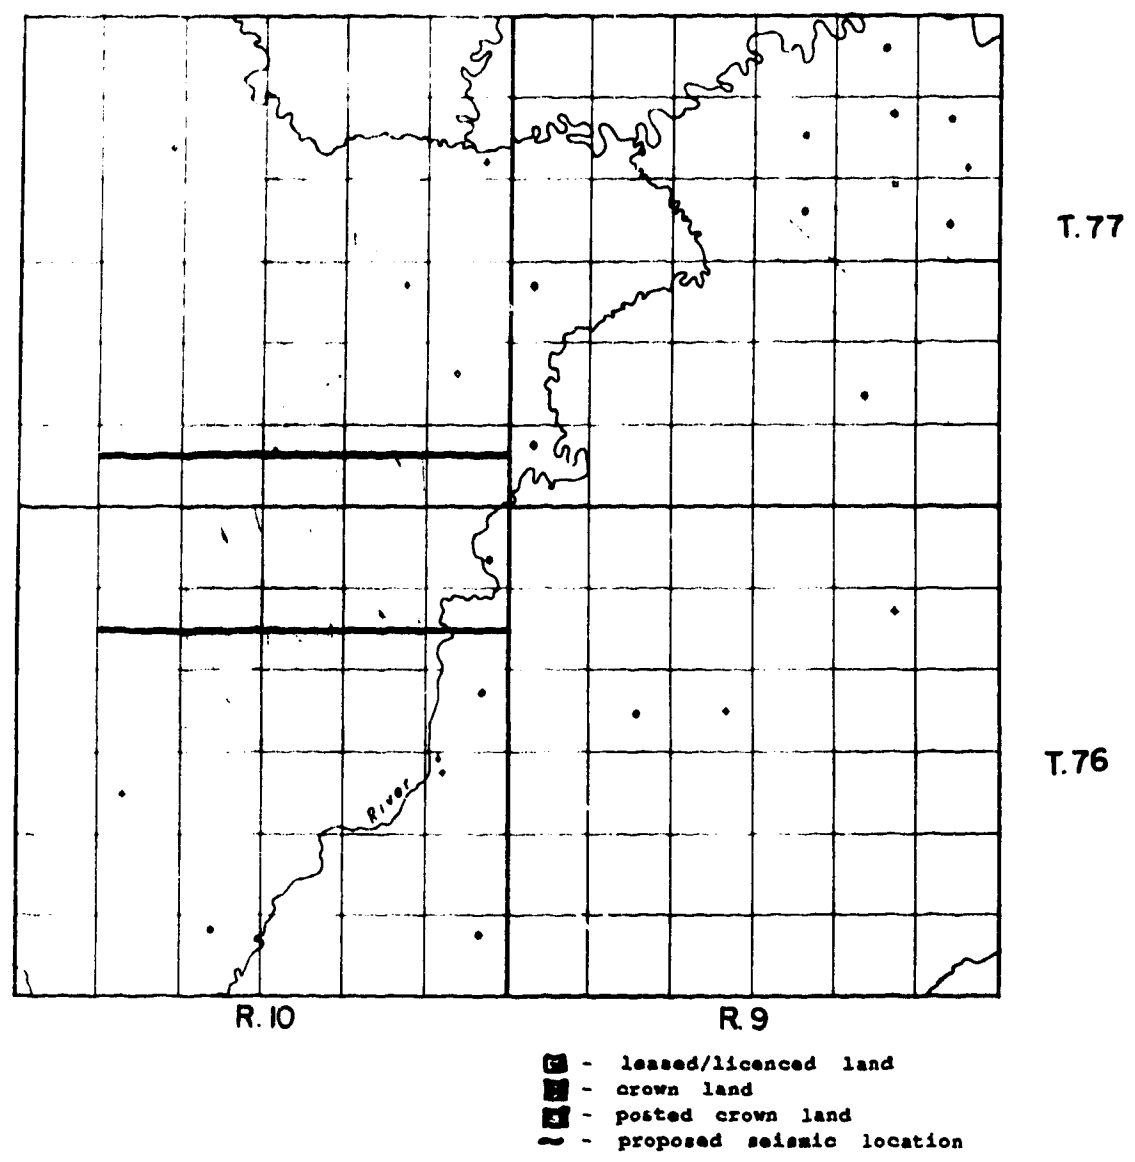 T. 77
T. 76
River
R. 10
R. 9
- leased/licenced land
- crown land
- posted crown land
- proposed seismic location